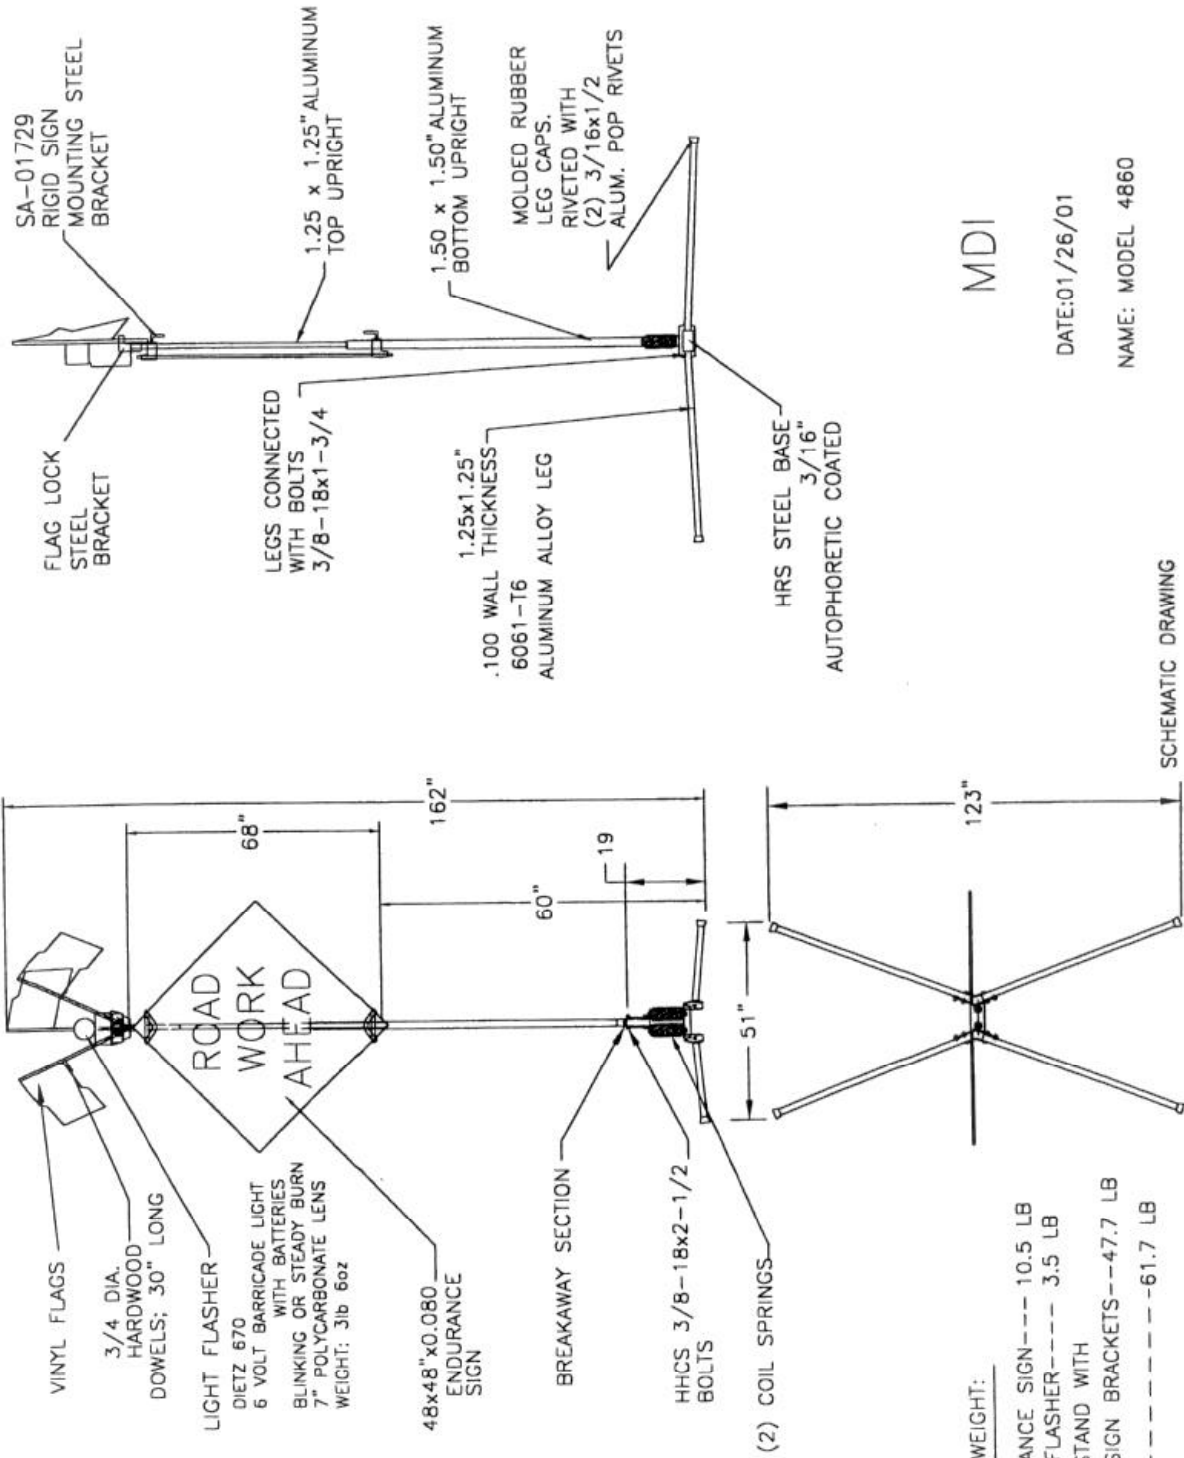 VINYL FLAGS
3/4 DIA.
HARDWOOD
DOWELS; 30" LONG
LIGHT FLASHER
DIETZ 670
6 VOLT BARRICADE LIGHT
WITH BATTERIES
BLINKING OR STEADY BURN
7" POLYCARBONATE LENS
WEIGHT: 3lb 6oz
48x48"x0.080
ENDURANCE
SIGN
ROAD
WORK
AHEAD
68"
162"
60"
19
BREAKAWAY SECTION
HHCS 3/8-18x2-1/2
BOLTS
(2) COIL SPRINGS
51"
123"
WEIGHT:
ANCE SIGN--- 10.5 LB
FLASHER---- 3.5 LB
STAND WITH
SIGN BRACKETS--47.7 LB
-------61.7 LB
SCHEMATIC DRAWING
FLAG LOCK
STEEL
BRACKET
SA-01729
RIGID SIGN
MOUNTING STEEL
BRACKET
LEGS CONNECTED
WITH BOLTS
3/8-18x1-3/4
1.25 x 1.25" ALUMINUM
TOP UPRIGHT
1.50 x 1.50" ALUMINUM
BOTTOM UPRIGHT
1.25x1.25"
.100 WALL THICKNESS
6061-T6
ALUMINUM ALLOY LEG
MOLDED RUBBER
LEG CAPS.
RIVETED WITH
(2) 3/16x1/2
ALUM. POP RIVETS
HRS STEEL BASE
3/16"
AUTOPHORETIC COATED
MDI
DATE:01/26/01
NAME: MODEL 4860